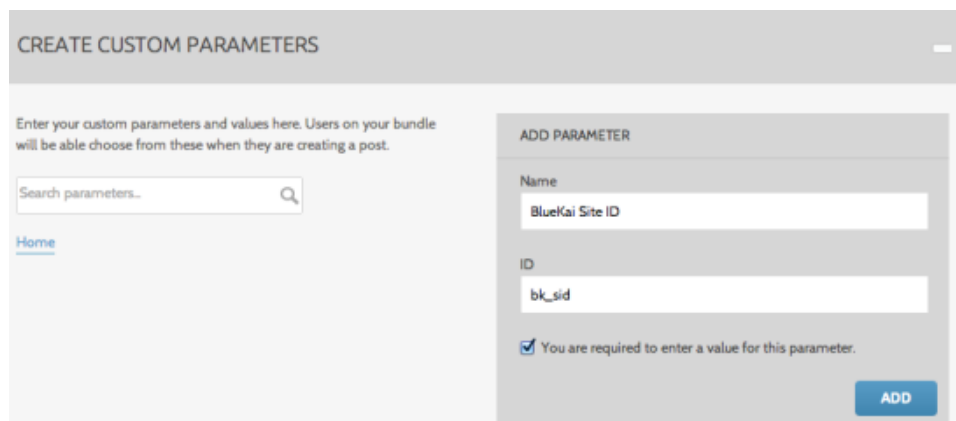 CREATE CUSTOM PARAMETERS
Enter your custom parameters and values here. Users on your bundle
will be able choose from these when they are creating a post.
Search parameters...
Home
ADD PARAMETER
Name
BlueKai Site ID
ID
bk_sid
You are required to enter a value for this parameter.
ADD